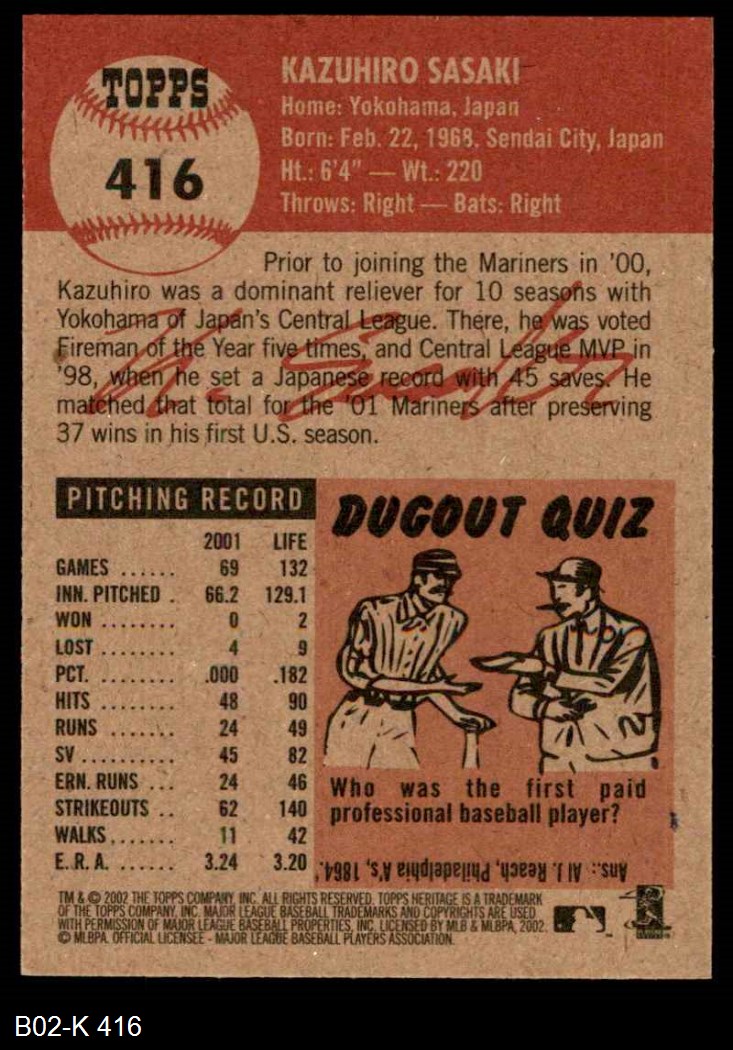 TOPPS
416
KAZUHIRO SASAKI
Home: Yokohama, Japan
Born: Feb. 22, 1968, Sendai City, Japan
Ht.: 6'4" — Wt.: 220
Throws: Right — Bats: Right
Prior to joining the Mariners in '00,
Kazuhiro was a dominant reliever for 10 seasons with
Yokohama of Japan's Central League. There, he was voted
Fireman of the Year five times, and Central League MVP in
'98, when he set a Japanese record with 45 saves. He
matched that total for the '01 Mariners after preserving
37 wins in his first U.S. season.
K. Sasaki
PITCHING RECORD
2001 LIFE
GAMES ...... 69 132
INN. PITCHED . 66.2 129.1
WON ........ 0 2
LOST ........ 4 9
PCT. ........ .000 .182
HITS ........ 48 90
RUNS ....... 24 49
SV .......... 45 82
ERN. RUNS ... 24 46
STRIKEOUTS .. 62 140
WALKS....... 11 42
E. R. A. ...... 3.24 3.20
DUGOUT QUIZ
Who was the first paid
professional baseball player?
Ans.: Al J. Reach, Philadelphia A's, 1864.
TM & © 2002 THE TOPPS COMPANY, INC. ALL RIGHTS RESERVED. TOPPS HERITAGE IS A TRADEMARK
OF THE TOPPS COMPANY, INC. MAJOR LEAGUE BASEBALL TRADEMARKS AND COPYRIGHTS ARE USED
WITH PERMISSION OF MAJOR LEAGUE BASEBALL PROPERTIES, INC. LICENSED BY MLB & MLBPA, 2002.
© MLBPA. OFFICIAL LICENSEE - MAJOR LEAGUE BASEBALL PLAYERS ASSOCIATION.
B02-K 416